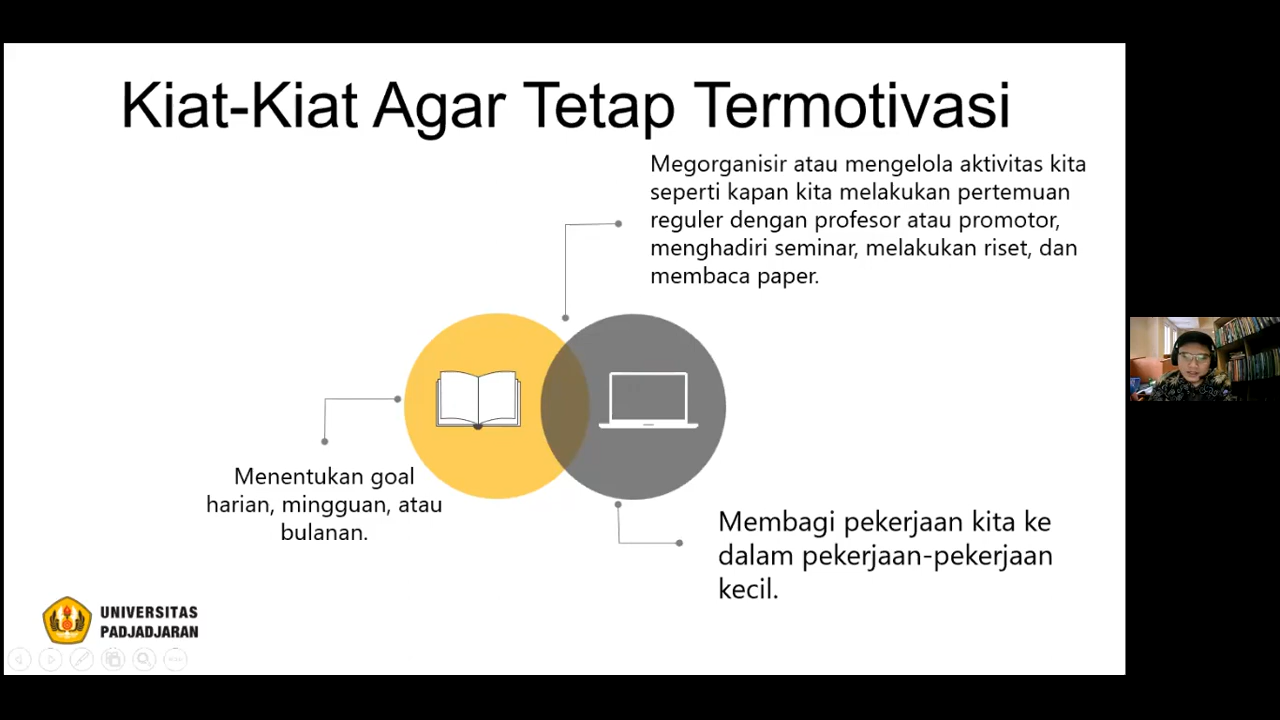 Kiat-Kiat Agar Tetap Termotivasi
Megorganisir atau mengelola aktivitas kita
seperti kapan kita melakukan pertemuan
reguler dengan profesor atau promotor,
menghadiri seminar, melakukan riset, dan
membaca paper.
Menentukan goal
harian, mingguan, atau
bulanan.
Membagi pekerjaan kita ke
dalam pekerjaan-pekerjaan
kecil.
UNIVERSITAS
PADJADJARAN